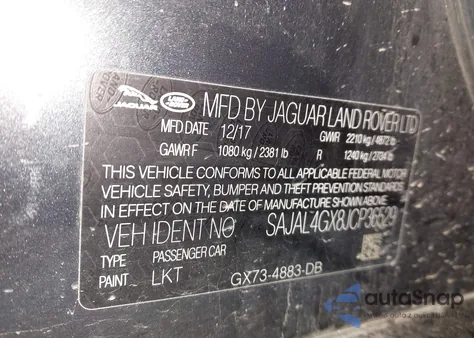 JAGUAR LAND ROVER
MFD BY JAGUAR LAND ROVER LTD
MFD DATE 12/17 GWR 2210 kg / 4872 lb
GAWR F 1080 kg / 2381 lb R 1240 kg / 2734 lb
THIS VEHICLE CONFORMS TO ALL APPLICABLE FEDERAL MOTOR
VEHICLE SAFETY, BUMPER AND THEFT PREVENTION STANDARDS
IN EFFECT ON THE DATE OF MANUFACTURE SHOWN ABOVE.
VEH IDENT NO SAJAL4GX8JCP36529
TYPE PASSENGER CAR
PAINT LKT GX73-4883-DB
autoSnap